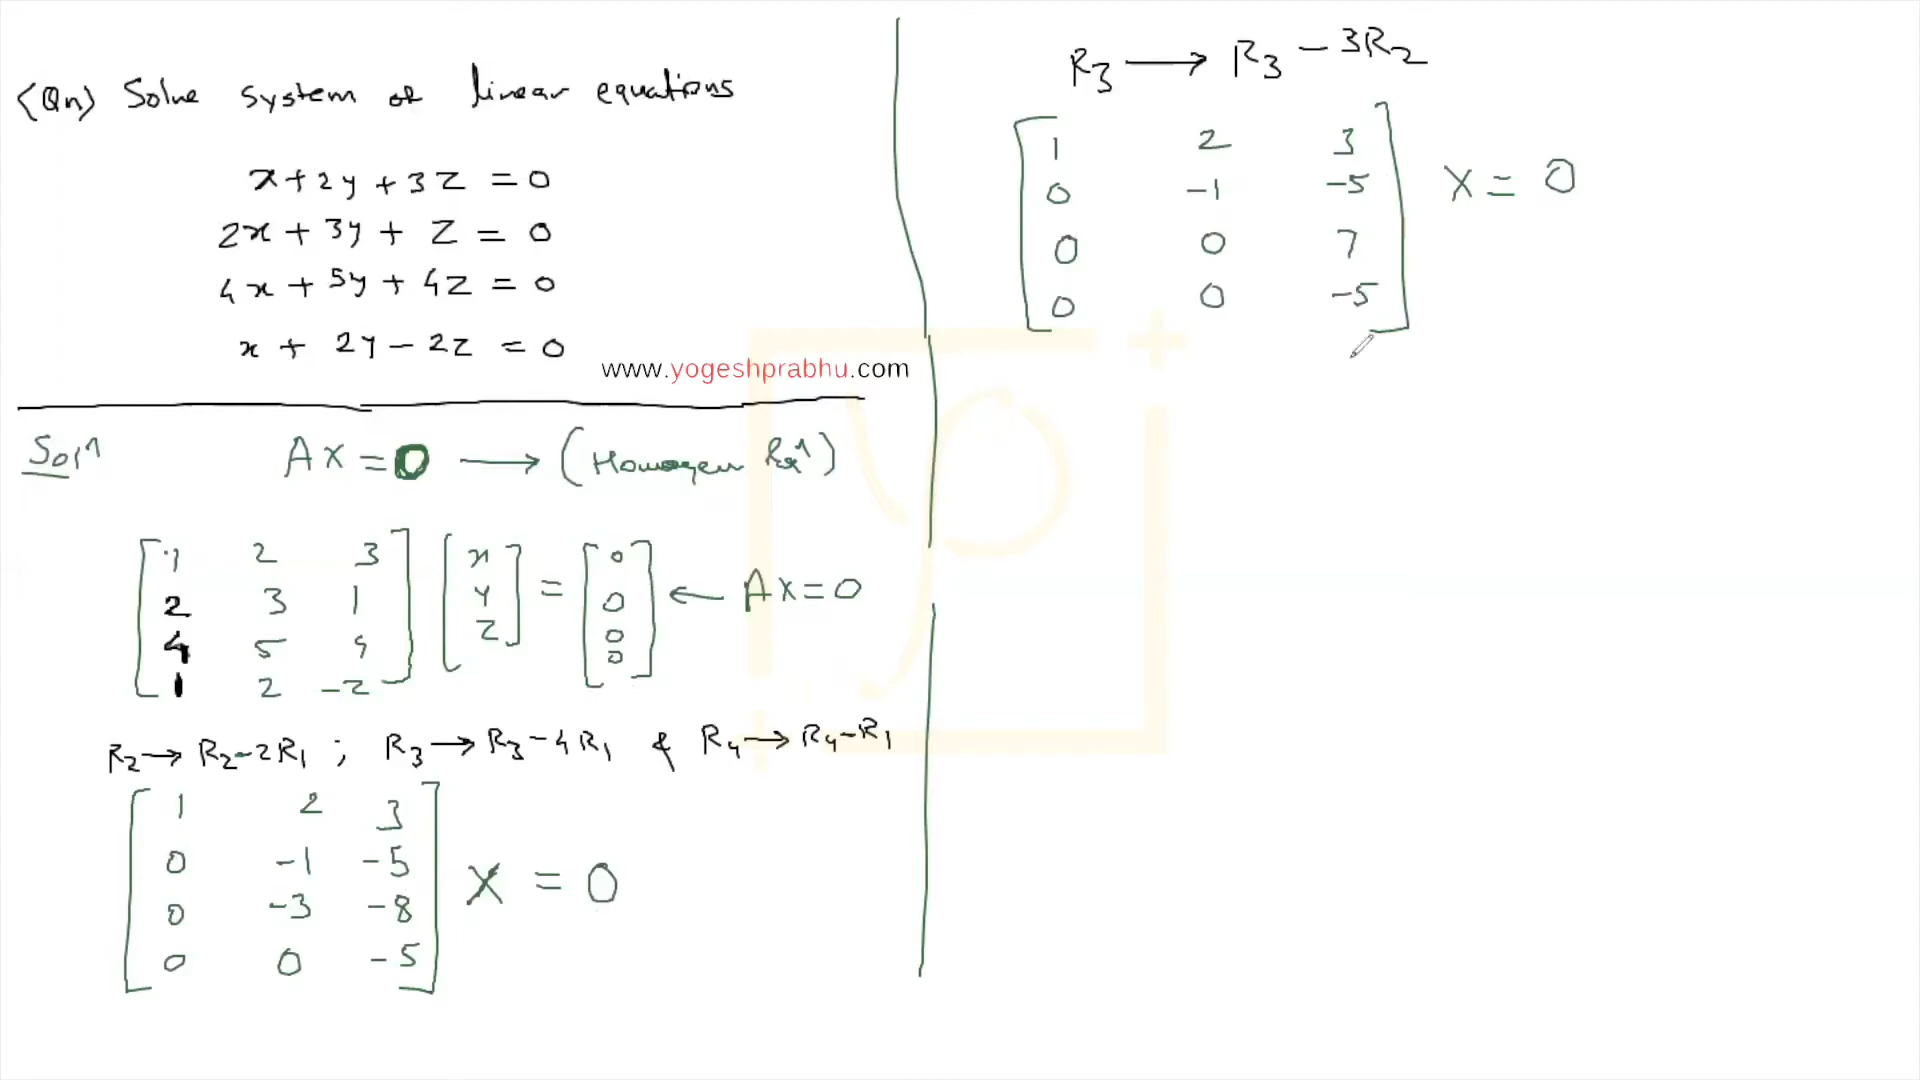 (Qn) Solve system of linear equations
x + 2y + 3z = 0
2x + 3y + z = 0
4x + 5y + 4z = 0
x + 2y - 2z = 0
www.yogeshprabhu.com
Solⁿ AX = 0 → (Homogen Eqⁿ)
[1 2 3] [x] = [0] ← AX = 0
[2 3 1] [y] [0]
[4 5 4] [z] [0]
[1 2 -2] [0]
R2 → R2-2R1 ; R3 → R3-4R1 & R4 → R4-R1
[1 2 3]
[0 -1 -5] X = 0
[0 -3 -8]
[0 0 -5]
R3 → R3 - 3R2
[1 2 3]
[0 -1 -5] X = 0
[0 0 7]
[0 0 -5]